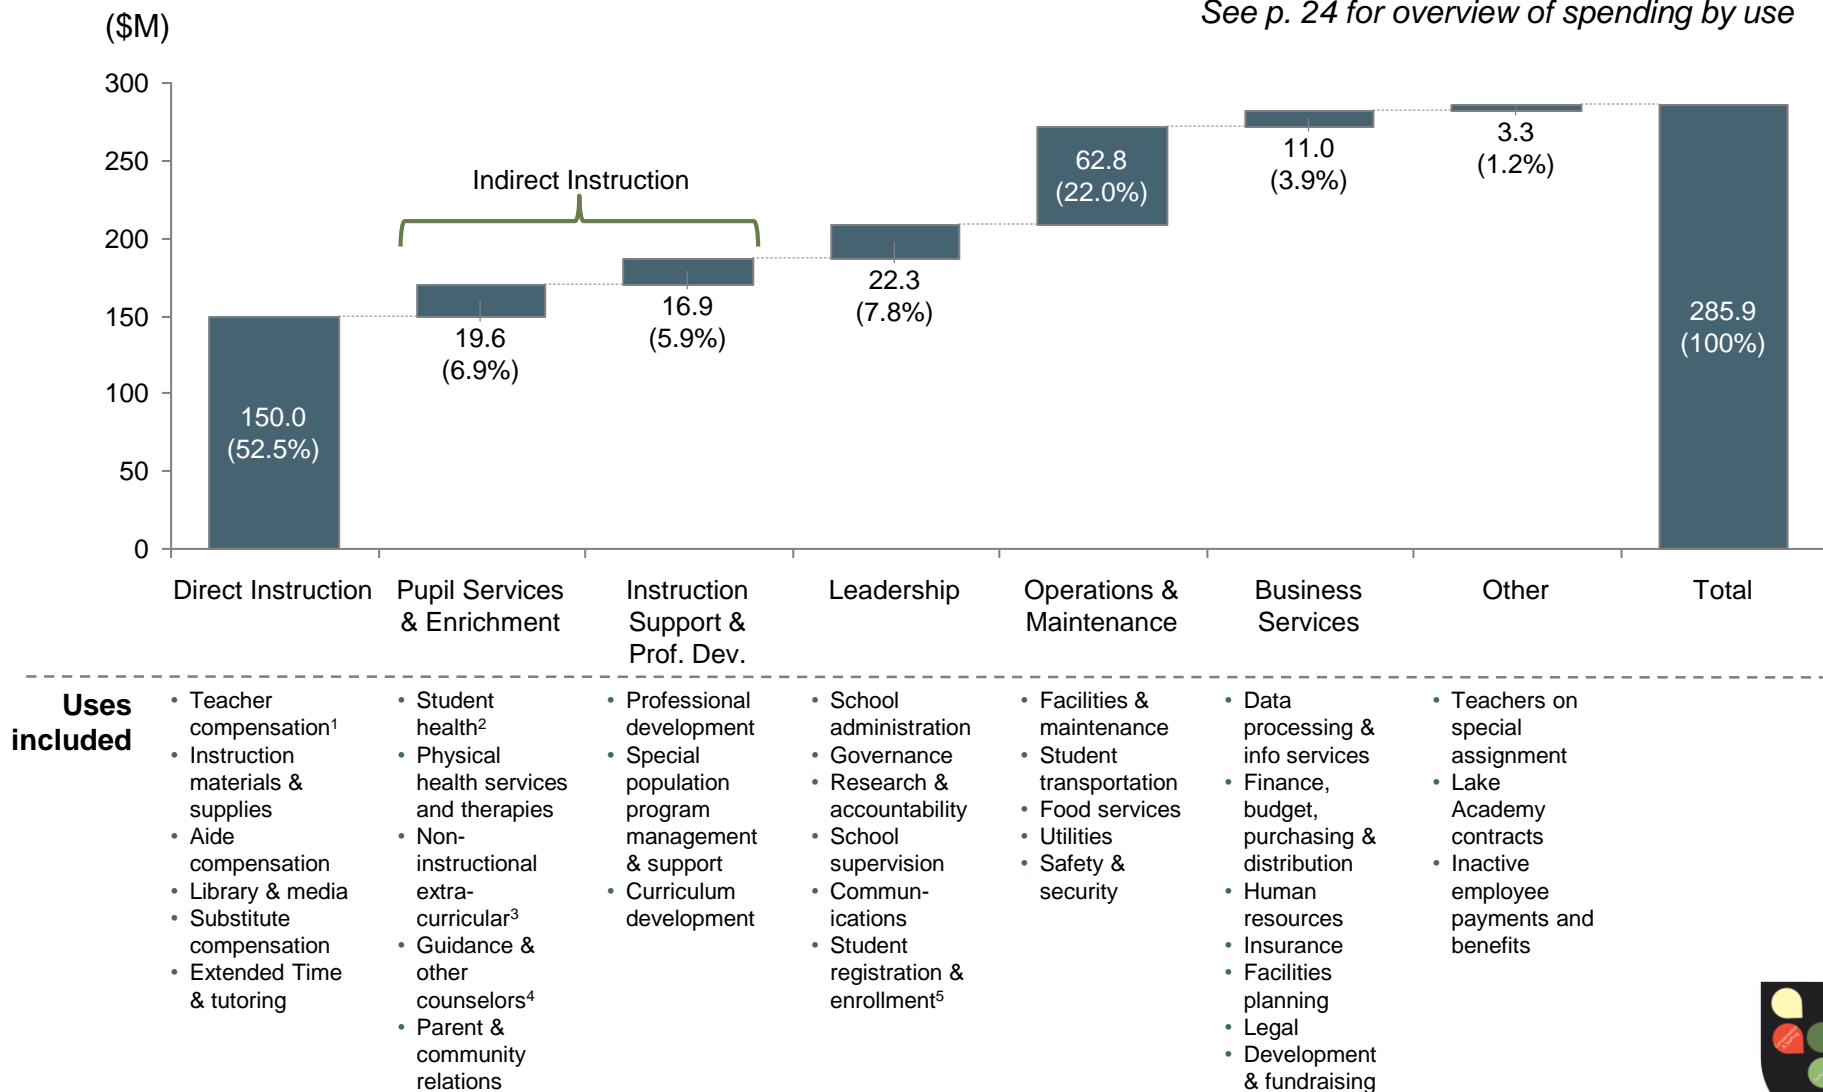 See p. 24 for overview of spending by use
($M)
300
250
200
150
100
50
0
Indirect Instruction
150.0
(52.5%)
19.6
(6.9%)
16.9
(5.9%)
22.3
(7.8%)
62.8
(22.0%)
11.0
(3.9%)
3.3
(1.2%)
285.9
(100%)
Direct Instruction
Pupil Services
& Enrichment
Instruction
Support &
Prof. Dev.
Leadership
Operations &
Maintenance
Business
Services
Other
Total
Uses
included
• Teacher
compensation¹
• Instruction
materials &
supplies
• Aide
compensation
• Library & media
• Substitute
compensation
• Extended Time
& tutoring
• Student
health²
• Physical
health services
and therapies
• Non-
instructional
extra-
curricular³
• Guidance &
other
counselors⁴
• Parent &
community
relations
• Professional
development
• Special
population
program
management
& support
• Curriculum
development
• School
administration
• Governance
• Research &
accountability
• School
supervision
• Commun-
ications
• Student
registration &
enrollment⁵
• Facilities &
maintenance
• Student
transportation
• Food services
• Utilities
• Safety &
security
• Data
processing &
info services
• Finance,
budget,
purchasing &
distribution
• Human
resources
• Insurance
• Facilities
planning
• Legal
• Development
& fundraising
• Teachers on
special
assignment
• Lake
Academy
contracts
• Inactive
employee
payments and
benefits